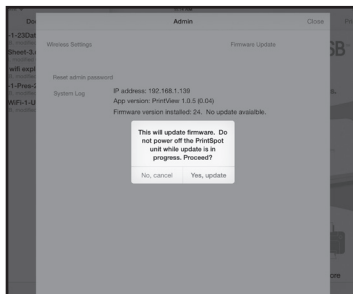 Admin
Close
Wireless Settings
Firmware Update
Reset admin password
System Log
IP address: 192.168.1.138
App version: PrintView 1.0.5 (0.04)
Firmware version installed: 24. No update avaialble.
This will update firmware. Do
not power off the PrintSpot
unit while update is in
progress. Proceed?
No, cancel
Yes, update